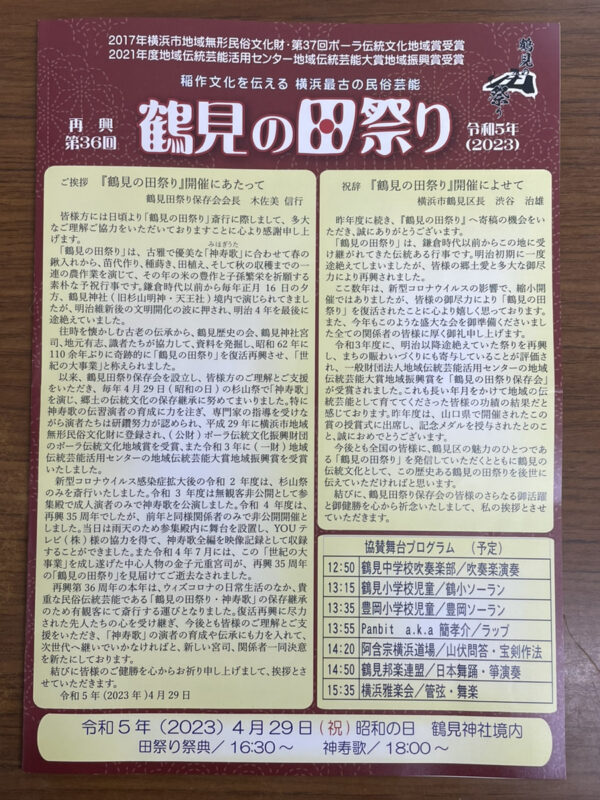 2017年横浜市地域無形民俗文化財・第37回ポーラ伝統文化地域賞受賞
2021年度地域伝統芸能活用センター地域伝統芸能大賞地域振興賞受賞
稲作文化を伝える 横浜最古の民俗芸能
再興
第36回
鶴見の田祭り
令和5年
(2023)
鶴見
田
祭り
ご挨拶 『鶴見の田祭り』開催にあたって
鶴見田祭り保存会会長 木佐美 信行
皆様方には日頃より「鶴見の田祭り」斎行に際しまして、多大
なご理解ご協力をいただいておりますことに心より感謝申し上
げます。
「鶴見の田祭り」は、古雅で優美な「神寿歌」に合わせて春の
みほぎうた
鍬入れから、苗代作り、種蒔き、田植え、そして秋の収穫までの一
連の農作業を演じて、その年の米の豊作と子孫繁栄を祈願する
素朴な予祝行事です。鎌倉時代以前から毎年正月 16 日の夕
方、鶴見神社（旧杉山明神・天王社）境内で演じられてきました
が、明治維新後の文明開化の波に押され、明治4年を最後に
途絶えていました。
往時を懐かしむ古老の伝承から、鶴見歴史の会、鶴見神社宮
司、地元有志、識者たちが協力して、資料を発掘し、昭和 62 年に
110 余年ぶりに奇跡的に「鶴見の田祭り」を復活再興させ、「世
紀の大事業」と称えられました。
以来、鶴見田祭り保存会を設立し、皆様方のご理解とご支援
をいただき、毎年4月29日（昭和の日）の杉山祭で「神寿歌」
を演じ、郷土の伝統文化の保存継承に努めてまいりました。特に
神寿歌の伝習演者の育成に力を注ぎ、専門家の指導を受けな
がら演者たちは研鑽努力が認められ、平成 29 年に横浜市地域
無形民俗文化財に登録され、（公財）ポーラ伝統文化振興財団
のポーラ伝統文化地域賞を受賞、また令和3年に（一財）地域
伝統芸能活用センターの地域伝統芸能大賞地域振興賞を受賞
いたしました。
新型コロナウイルス感染症拡大後の令和 2 年度は、杉山祭
のみ斎行いたしました。令和 3 年度は無観客非公開として参
集殿で成人演者のみで神寿歌を公演しました。令和 4 年度は、
再興 35 周年でしたが、前年と同様関係者のみで非公開開催と
しました。当日は雨天のため参集殿内に舞台を設置し、YOU テ
レビ（株）様の協力を得て、神寿歌全編を映像記録として収録
することができました。また令和4年7月には、この「世紀の大
事業」を成し遂げた中心人物の金子元重宮司が、再興 35 周年
の「鶴見の田祭り」を見届けてご逝去なされました。
再興第 36 周年の本年は、ウィズコロナの日常生活のなか、貴
重な民俗伝統芸能である「鶴見の田祭り・神寿歌」の保存継承
のため有観客にて斎行する運びとなりました。復活再興に尽力
された先人たちの心を受け継ぎ、今後とも皆様のご理解とご支
援をいただき、「神寿歌」の演者の育成や伝承にも力を入れて、
次世代へ継いでいかなければと、新しい宮司、関係者一同決意
を新たにしております。
結びに皆様のご健勝を心からお祈り申し上げまして、挨拶とさ
せていただきます。
令和5年（2023年）4月29日
祝辞 『鶴見の田祭り』開催によせて
横浜市鶴見区長 渋谷 治雄
昨年度に続き、『鶴見の田祭り』へ寄稿の機会をいた
だき、誠にありがとうございます。
「鶴見の田祭り」は、鎌倉時代以前からこの地に受
け継がれてきた伝統ある行事です。明治初期に一度
途絶えてしまいましたが、皆様の郷土愛と多大な御尽
力により再興されました。
ここ数年は、新型コロナウイルスの影響で、縮小開
催ではありましたが、皆様の御尽力により「鶴見の田
祭り」を復活されたことに心より嬉しく思っております。
また、今年もこのような盛大な会を御準備くださいまし
た全ての関係者の皆様に厚く御礼申し上げます。
令和3年度に、明治以降途絶えていた祭りを再興
し、まちの賑わいづくりにも寄与していることが評価さ
れ、一般財団法人地域伝統芸能活用センターの地域
伝統芸能大賞地域振興賞を「鶴見の田祭り保存会」
が受賞されました。これも長い年月をかけて地域の伝
統芸能として育ててくださった皆様の功績の結果だと
感じております。昨年度は、山口県で開催されたこの
賞の授賞式に出席し、記念メダルを授与されたとのこ
と、誠におめでとうございます。
今後とも全国の皆様に、鶴見区の魅力のひとつであ
る「鶴見の田祭り」を発信していただくとともに鶴見の
伝統文化として、この歴史ある鶴見の田祭りを後世に
伝えていただければと思います。
結びに、鶴見田祭り保存会の皆様のさらなる御活躍
と御健勝を心から祈念いたしまして、私の挨拶とさせ
ていただきます。
協賛舞台プログラム （予定）
12:50 鶴見中学校吹奏楽部／吹奏楽演奏
13:15 鶴見小学校児童／鶴小ソーラン
13:35 豊岡小学校児童／豊岡ソーラン
13:55 Panbit a.k.a 簡孝介／ラップ
14:20 阿含宗横浜道場／山伏問答・宝剣作法
14:50 鶴見邦楽連盟／日本舞踊・箏演奏
15:35 横浜雅楽会／管弦・舞楽
令和5年（2023）4月29日(祝) 昭和の日 鶴見神社境内
田祭り祭典／16:30～ 神寿歌／18:00～